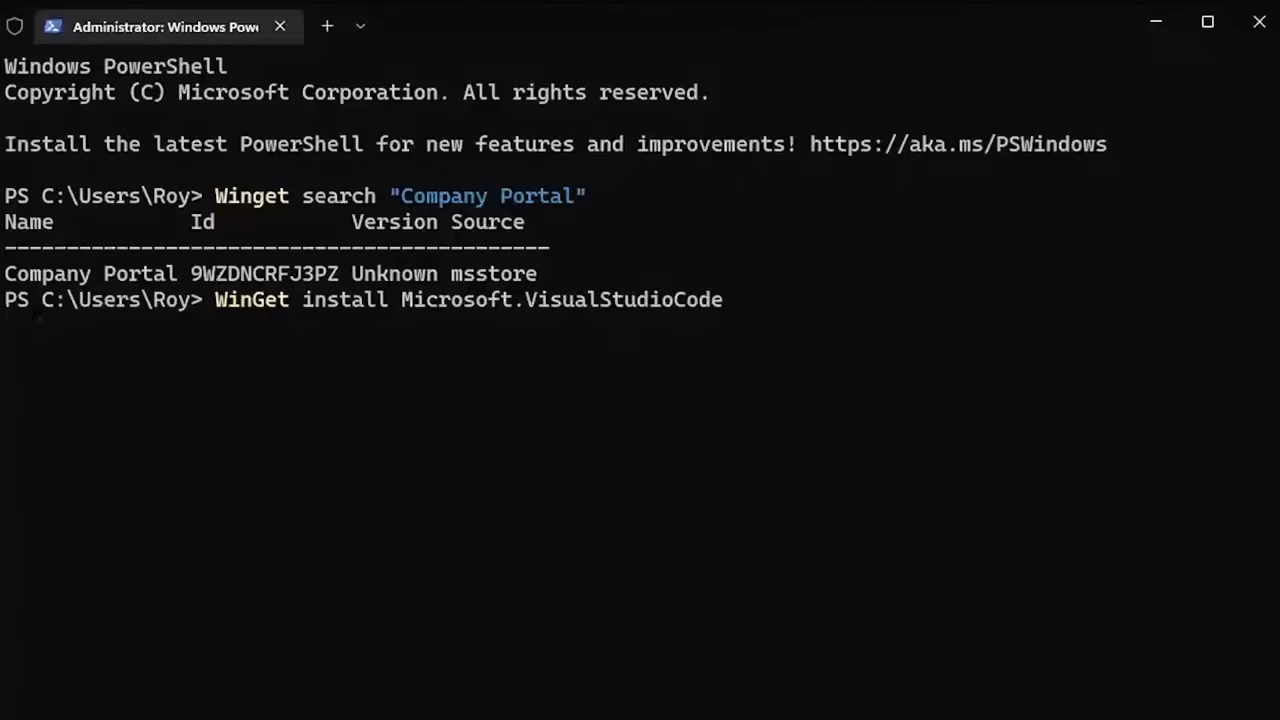 Administrator: Windows Pow
Windows PowerShell
Copyright (C) Microsoft Corporation. All rights reserved.
Install the latest PowerShell for new features and improvements! https://aka.ms/PSWindows
PS C:\Users\Roy> Winget search "Company Portal"
Name Id Version Source
--------------------------------------------
Company Portal 9WZDNCRFJ3PZ Unknown msstore
PS C:\Users\Roy> WinGet install Microsoft.VisualStudioCode